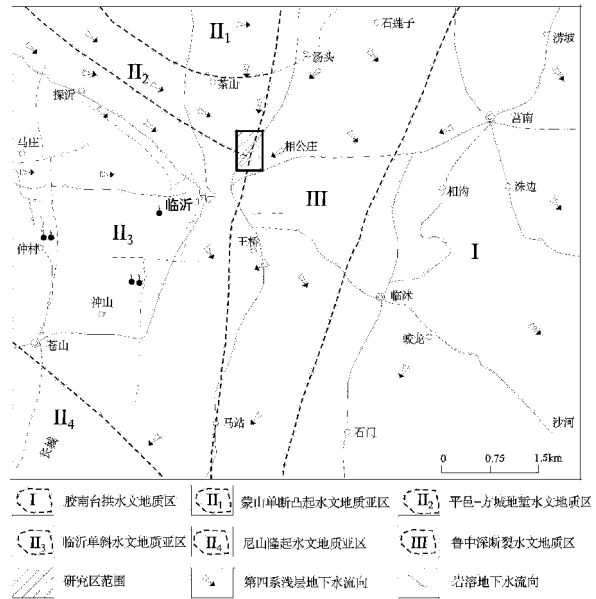 II₁
石莲子
涝坡
汤头
II₂
茶山
探沂
莒南
马庄
相公庄
相沟
洙边
临沂
III
II₃
王桥
I
仲村
临沭
神山
苍山
蛟龙
II₄
马站
石门
沙河
长城
0 0.75 1.5km
I 胶南台拱水文地质区
II₁ 蒙山单断凸起水文地质亚区
II₂ 平邑-方城地堑水文地质区
II₃ 临沂单斜水文地质亚区
II₄ 尼山隆起水文地质亚区
III 鲁中深断裂水文地质区
研究区范围
第四系浅层地下水流向
岩溶地下水流向